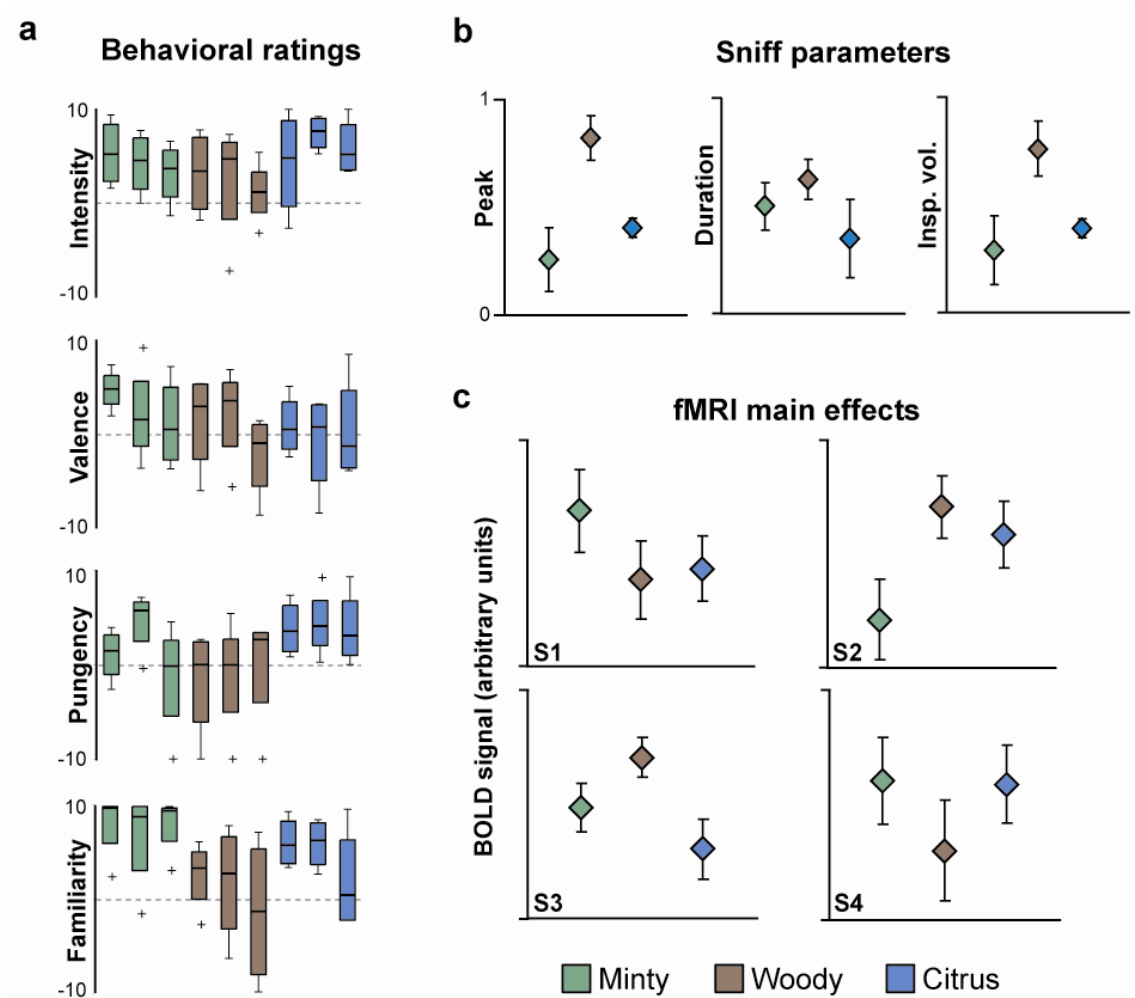 a
Behavioral ratings
10
Intensity
-10
10
Valence
-10
10
Pungency
-10
10
Familiarity
-10
b
Sniff parameters
1
Peak
0
Duration
Insp. vol.
c
fMRI main effects
BOLD signal (arbitrary units)
S1
S2
S3
S4
Minty
Woody
Citrus